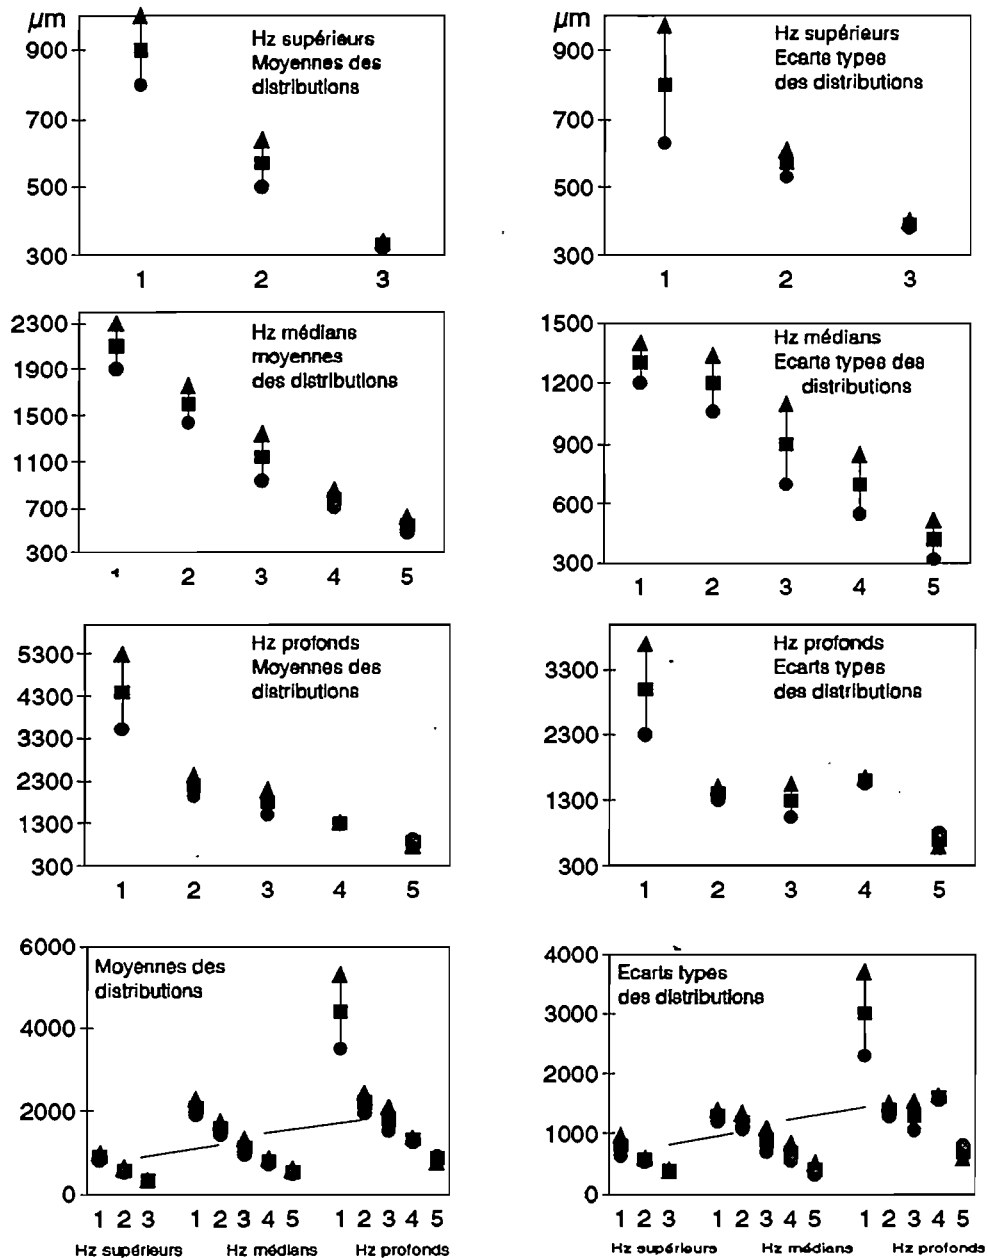 µm
Hz supérieurs
Moyennes des
distributions
900
700
500
300
1 2 3
µm
Hz supérieurs
Ecarts types
des distributions
900
700
500
300
1 2 3
Hz médians
moyennes
des distributions
2300
1900
1500
1100
700
300
1 2 3 4 5
Hz médians
Ecarts types des
distributions
1500
1200
900
600
300
1 2 3 4 5
Hz profonds
Moyennes des
distributions
5300
4300
3300
2300
1300
300
1 2 3 4 5
Hz profonds
Ecarts types
des distributions
3300
2300
1300
300
1 2 3 4 5
Moyennes des
distributions
6000
4000
2000
0
1 2 3 1 2 3 4 5 1 2 3 4 5
Hz supérieurs Hz médians Hz profonds
Ecarts types
des distributions
4000
3000
2000
1000
0
1 2 3 1 2 3 4 5 1 2 3 4 5
Hz supérieurs Hz médians Hz profonds